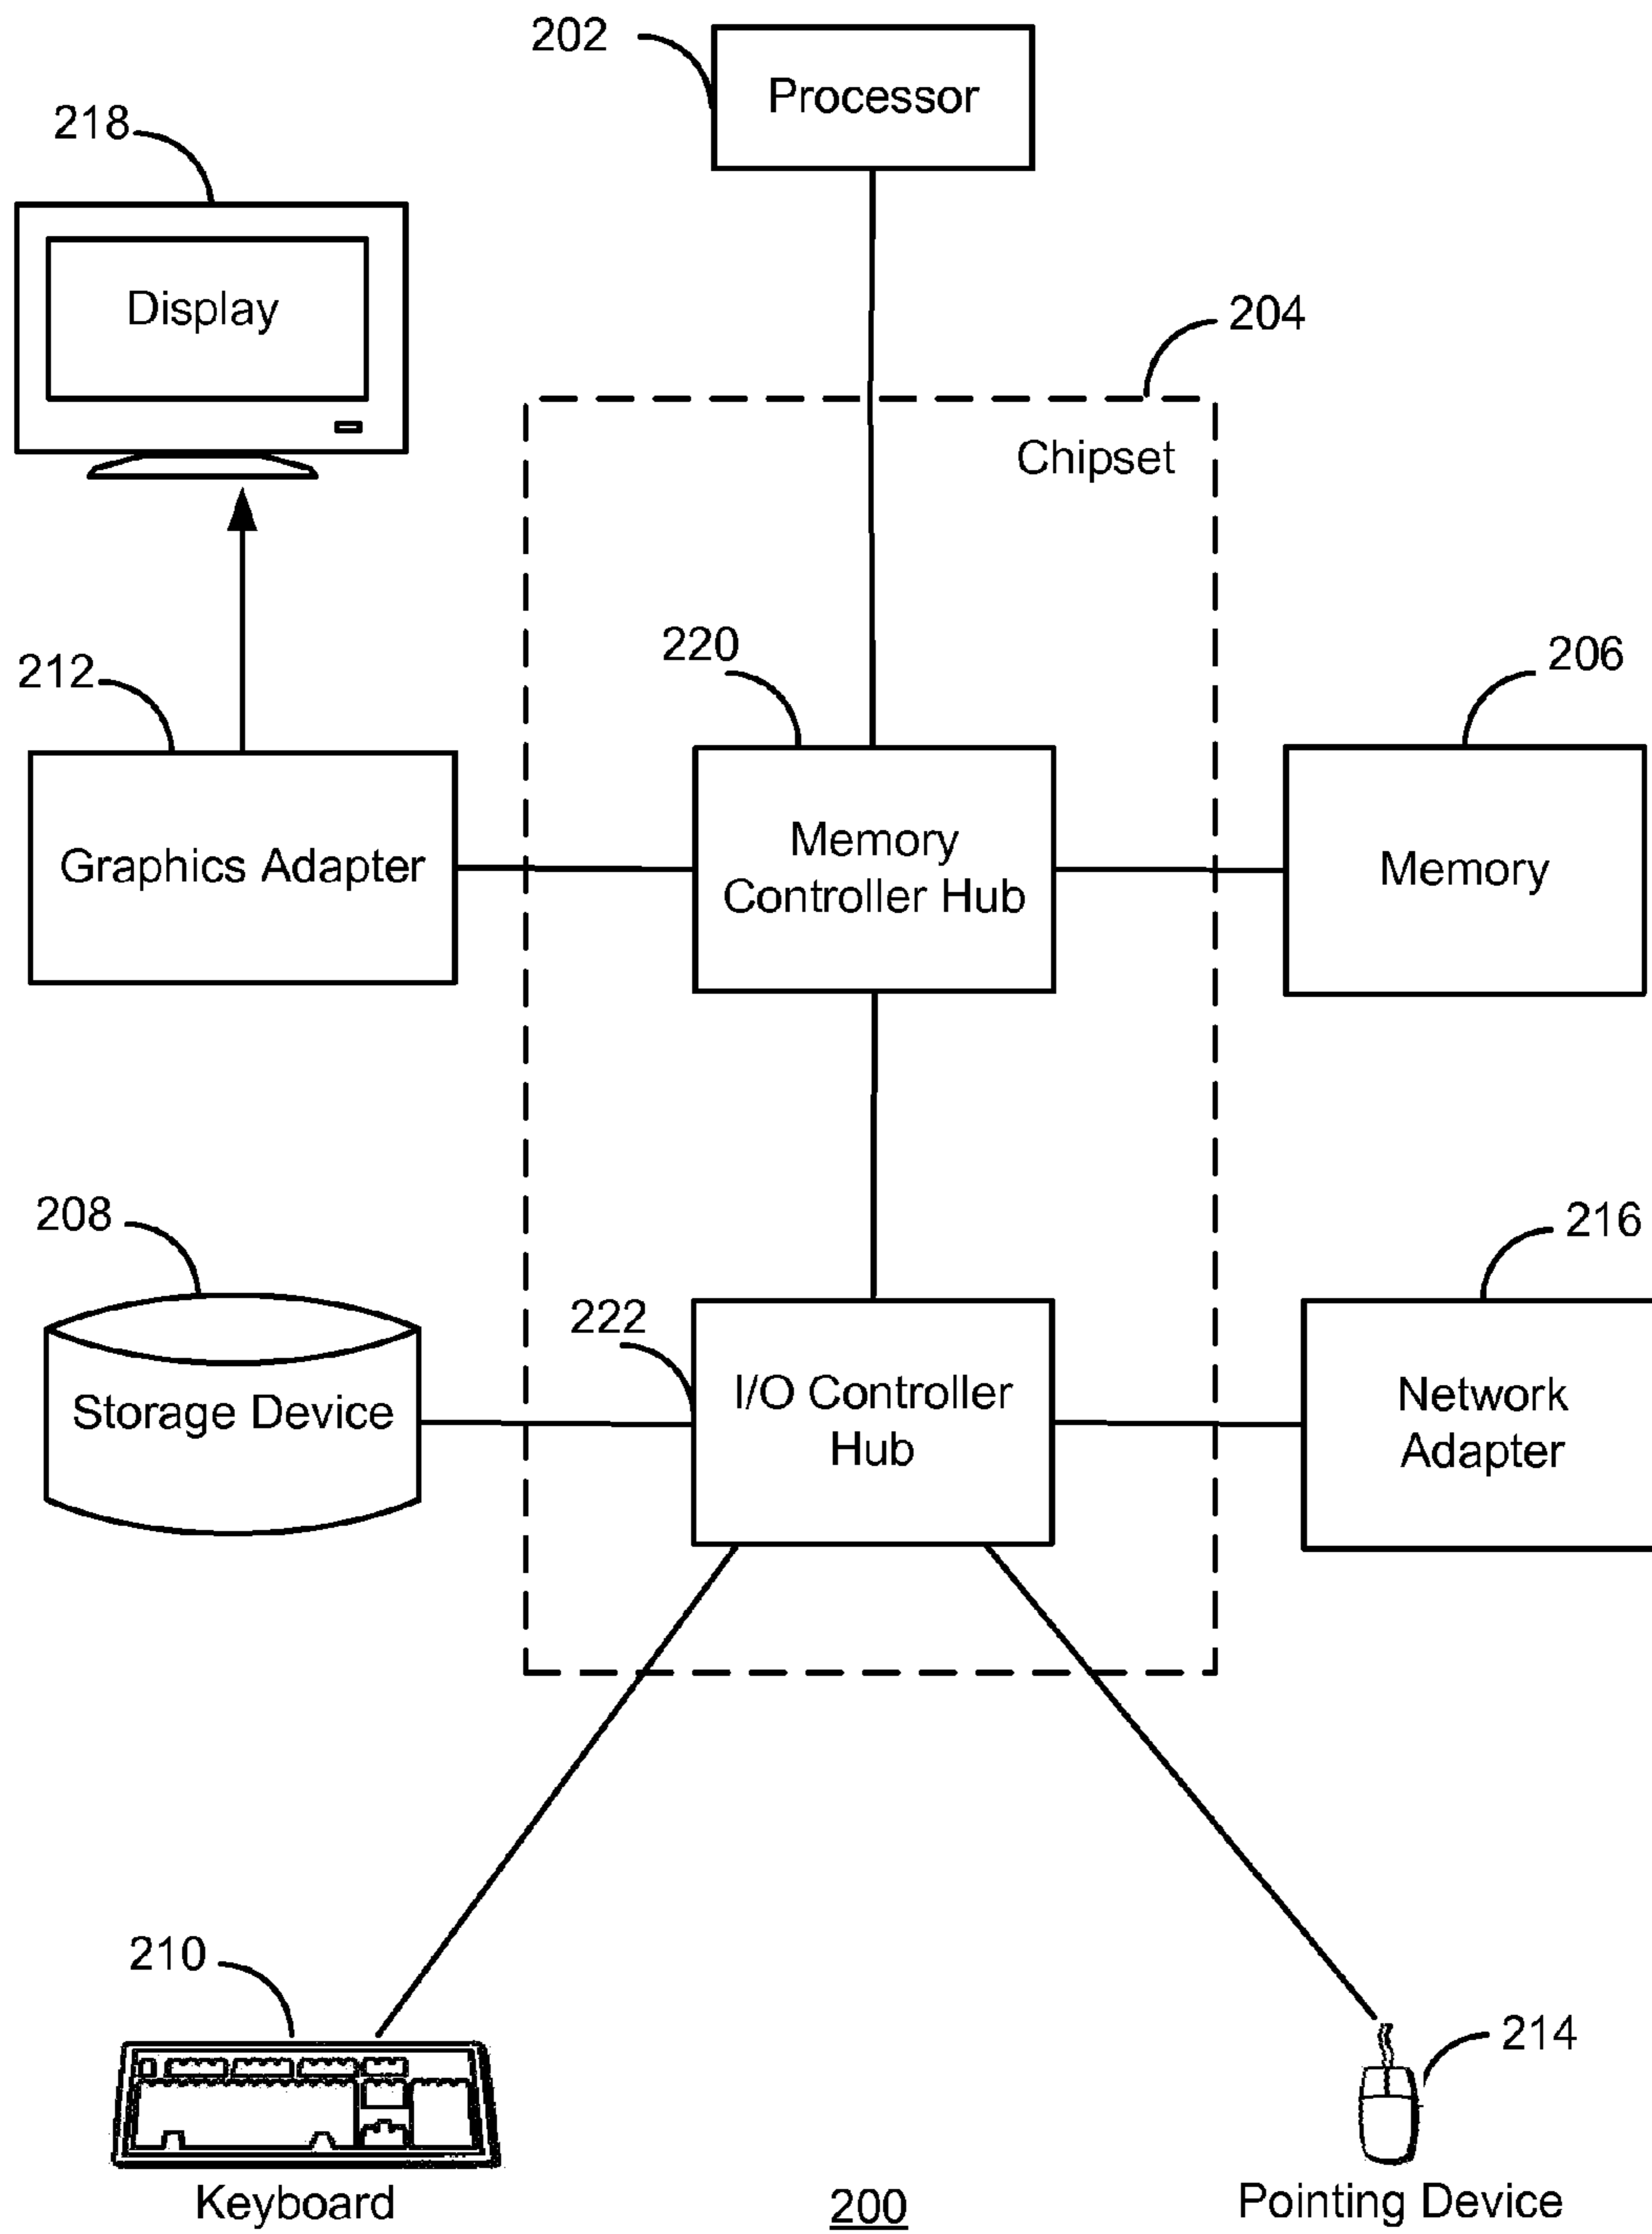 202
Processor
218
Display
204
Chipset
212
220
206
Graphics Adapter
Memory
Controller Hub
Memory
208
216
222
Storage Device
I/O Controller
Hub
Network
Adapter
210
214
Keyboard
200
Pointing Device